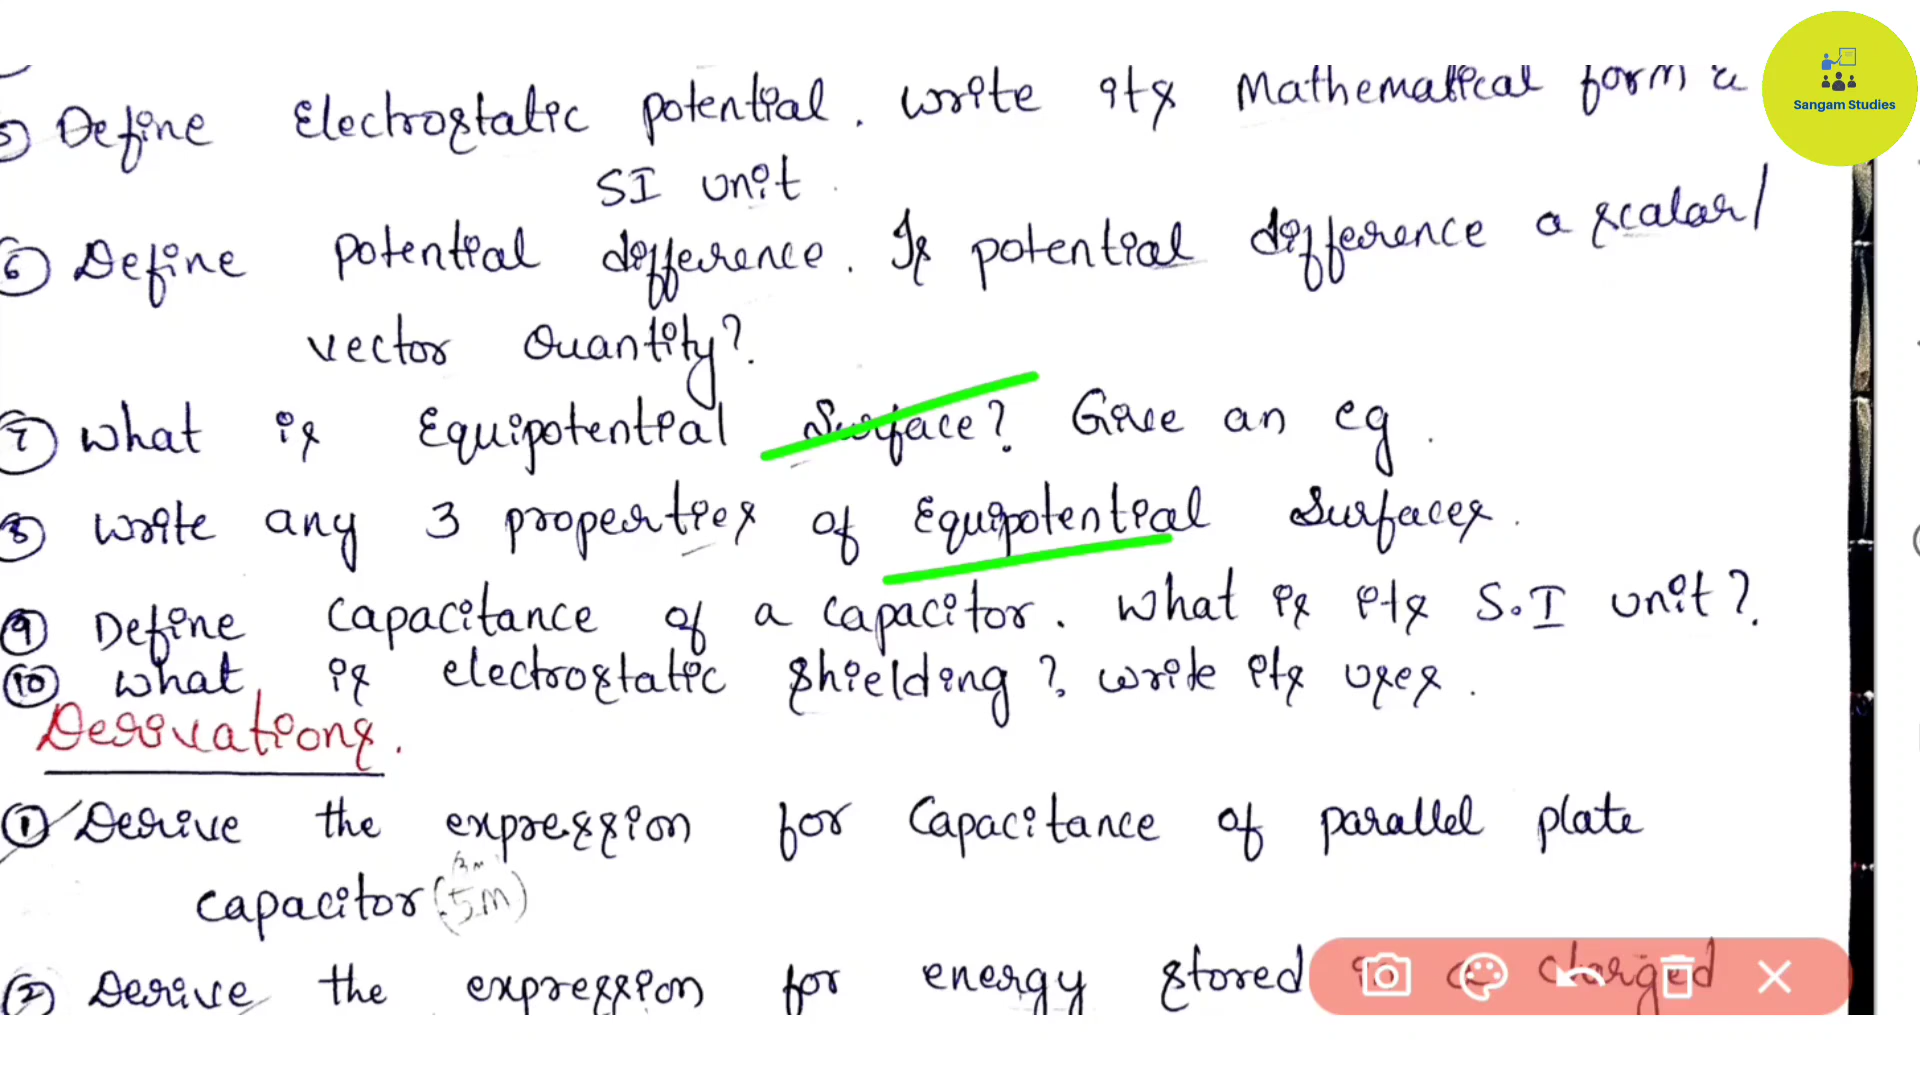 5) Define Electrostatic potential. write its Mathematical form &
SI unit
6 Define potential difference. Is potential difference a scalar/
vector Quantity?
7 What is Equipotential Surface? Give an eg.
8 write any 3 properties of Equipotential Surfaces.
9 Define capacitance of a capacitor. What is its S.I unit?
10 What is electrostatic shielding? write its uses.
Derivations.
1 Derive the expression for Capacitance of parallel plate
capacitor (5M)
3m
2 Derive the expression for energy stored in a charged
Sangam Studies